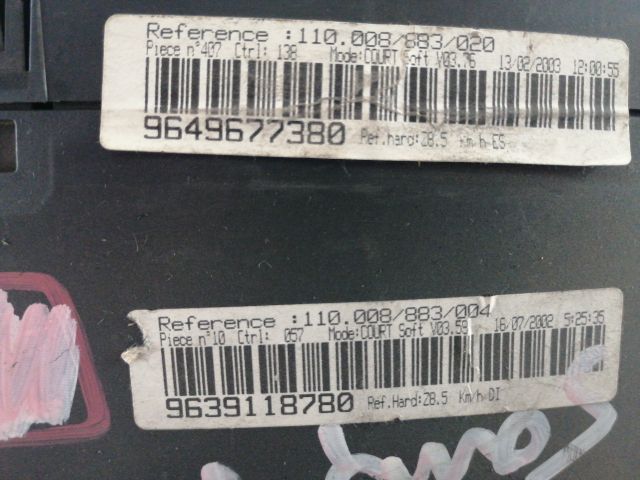 Reference :110.008/883/020
Piece n°407 Ctrl: 138 Mode:COURT Soft V03.76 13/02/2003 12:00:55
9649677380 Ref.hard:Z8.5 km/h ES
Reference :110.008/883/004
Piece n°10 Ctrl: 057 Mode:COURT Soft V03.59 16/07/2002 5:25:35
9639118780 Ref.Hard:Z8.5 Km/h DI